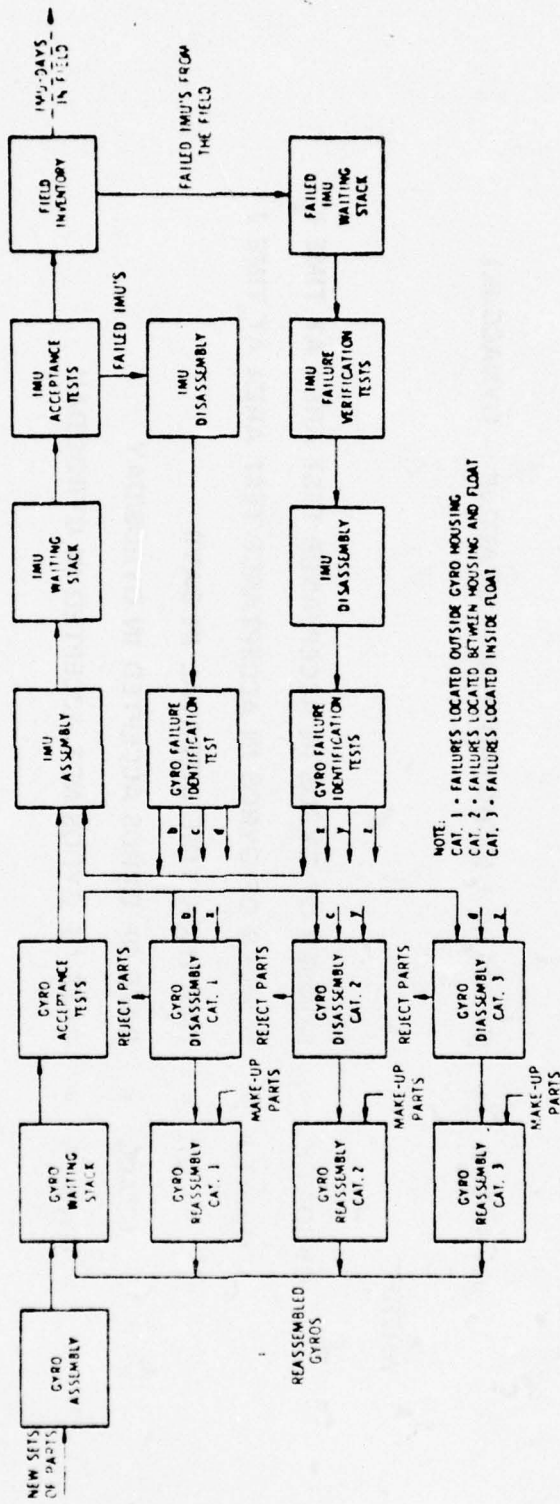 NEW SETS
OF PARTS
GYRO
ASSEMBLY
GYRO
WAITING
STACK
GYRO
ACCEPTANCE
TESTS
IMU
ASSEMBLY
IMU
WAITING
STACK
IMU
ACCEPTANCE
TESTS
FIELD
INVENTORY
IMU-DAYS
IN FIELD
FAILED IMU'S
FAILED IMU'S FROM
THE FIELD
REJECT PARTS
GYRO
REASSEMBLY
CAT. 1
GYRO
DISASSEMBLY
CAT. 1
b
x
GYRO FAILURE
IDENTIFICATION
TEST
b
c
d
IMU
DISASSEMBLY
MAKE-UP
PARTS
REJECT PARTS
GYRO
REASSEMBLY
CAT. 2
GYRO
DISASSEMBLY
CAT. 2
c
y
GYRO FAILURE
IDENTIFICATION
TESTS
x
y
z
IMU
DISASSEMBLY
IMU
FAILURE
VERIFICATION
TESTS
FAILED
IMU
WAITING
STACK
MAKE-UP
PARTS
REJECT PARTS
REASSEMBLED
GYROS
GYRO
REASSEMBLY
CAT. 3
GYRO
DIASSEMBLY
CAT. 3
d
z
MAKE-UP
PARTS
NOTE:
CAT. 1 - FAILURES LOCATED OUTSIDE GYRO HOUSING
CAT. 2 - FAILURES LOCATED BETWEEN HOUSING AND FLOAT
CAT. 3 - FAILURES LOCATED INSIDE FLOAT